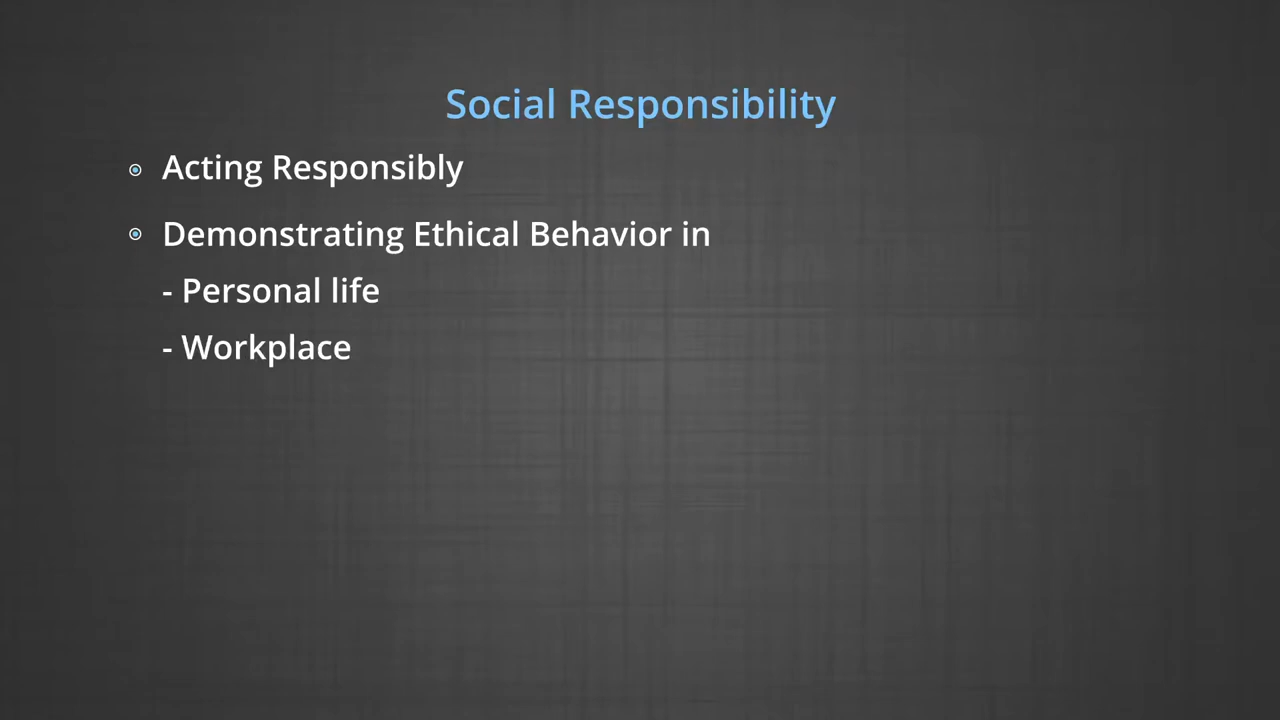 Social Responsibility
Acting Responsibly
Demonstrating Ethical Behavior in
- Personal life
- Workplace